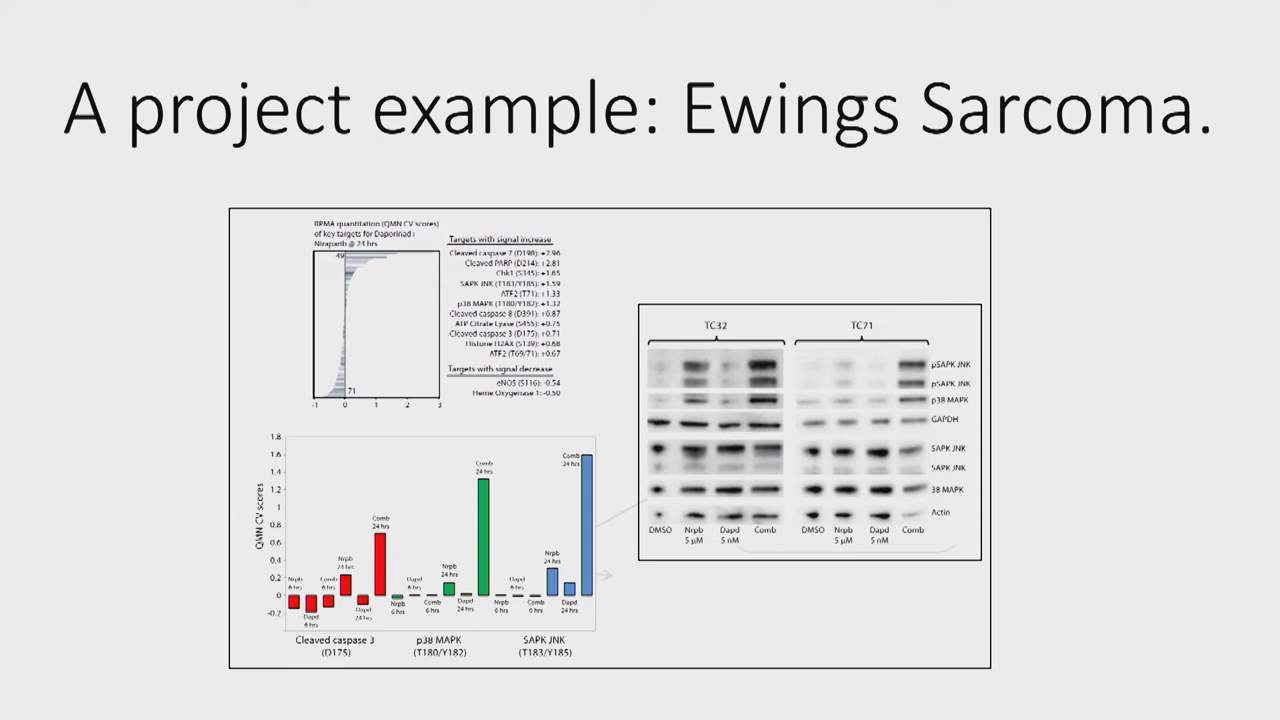 A project example: Ewings Sarcoma.
RPMA quantitation (QMN CV scores)
of key targets for Daporinad +
Niraparib @ 24 hrs
49
71
-1 0 1 2 3
Targets with signal increase
Cleaved caspase 7 (D198): +2.96
Cleaved PARP (D214): +2.81
Chk1 (S345): +1.65
SAPK JNK (T183/Y185): +1.59
ATF2 (T71): +1.33
p38 MAPK (T180/Y182): +1.32
Cleaved caspase 8 (D391): +0.87
ATP Citrate Lyase (S455): +0.75
Cleaved caspase 3 (D175): +0.71
Histone H2AX (S139): +0.68
ATF2 (T69/71): +0.67
Targets with signal decrease
eNOS (S116): -0.54
Heme Oxygenase 1: -0.50
QMN CV scores
1.8
1.6
1.4
1.2
1
0.8
0.6
0.4
0.2
0
-0.2
Nrpb
6 hrs
Dapd
6 hrs
Comb
6 hrs
Nrpb
24 hrs
Dapd
24 hrs
Comb
24 hrs
Nrpb
6 hrs
Dapd
6 hrs
Comb
6 hrs
Nrpb
24 hrs
Dapd
24 hrs
Comb
24 hrs
Nrpb
6 hrs
Dapd
6 hrs
Comb
6 hrs
Nrpb
24 hrs
Dapd
24 hrs
Comb
24 hrs
Cleaved caspase 3
(D175)
p38 MAPK
(T180/Y182)
SAPK JNK
(T183/Y185)
TC32 TC71
pSAPK JNK
pSAPK JNK
p38 MAPK
GAPDH
SAPK JNK
SAPK JNK
38 MAPK
Actin
DMSO Nrpb Dapd Comb DMSO Nrpb Dapd Comb
5 µM 5 nM 5 µM 5 nM